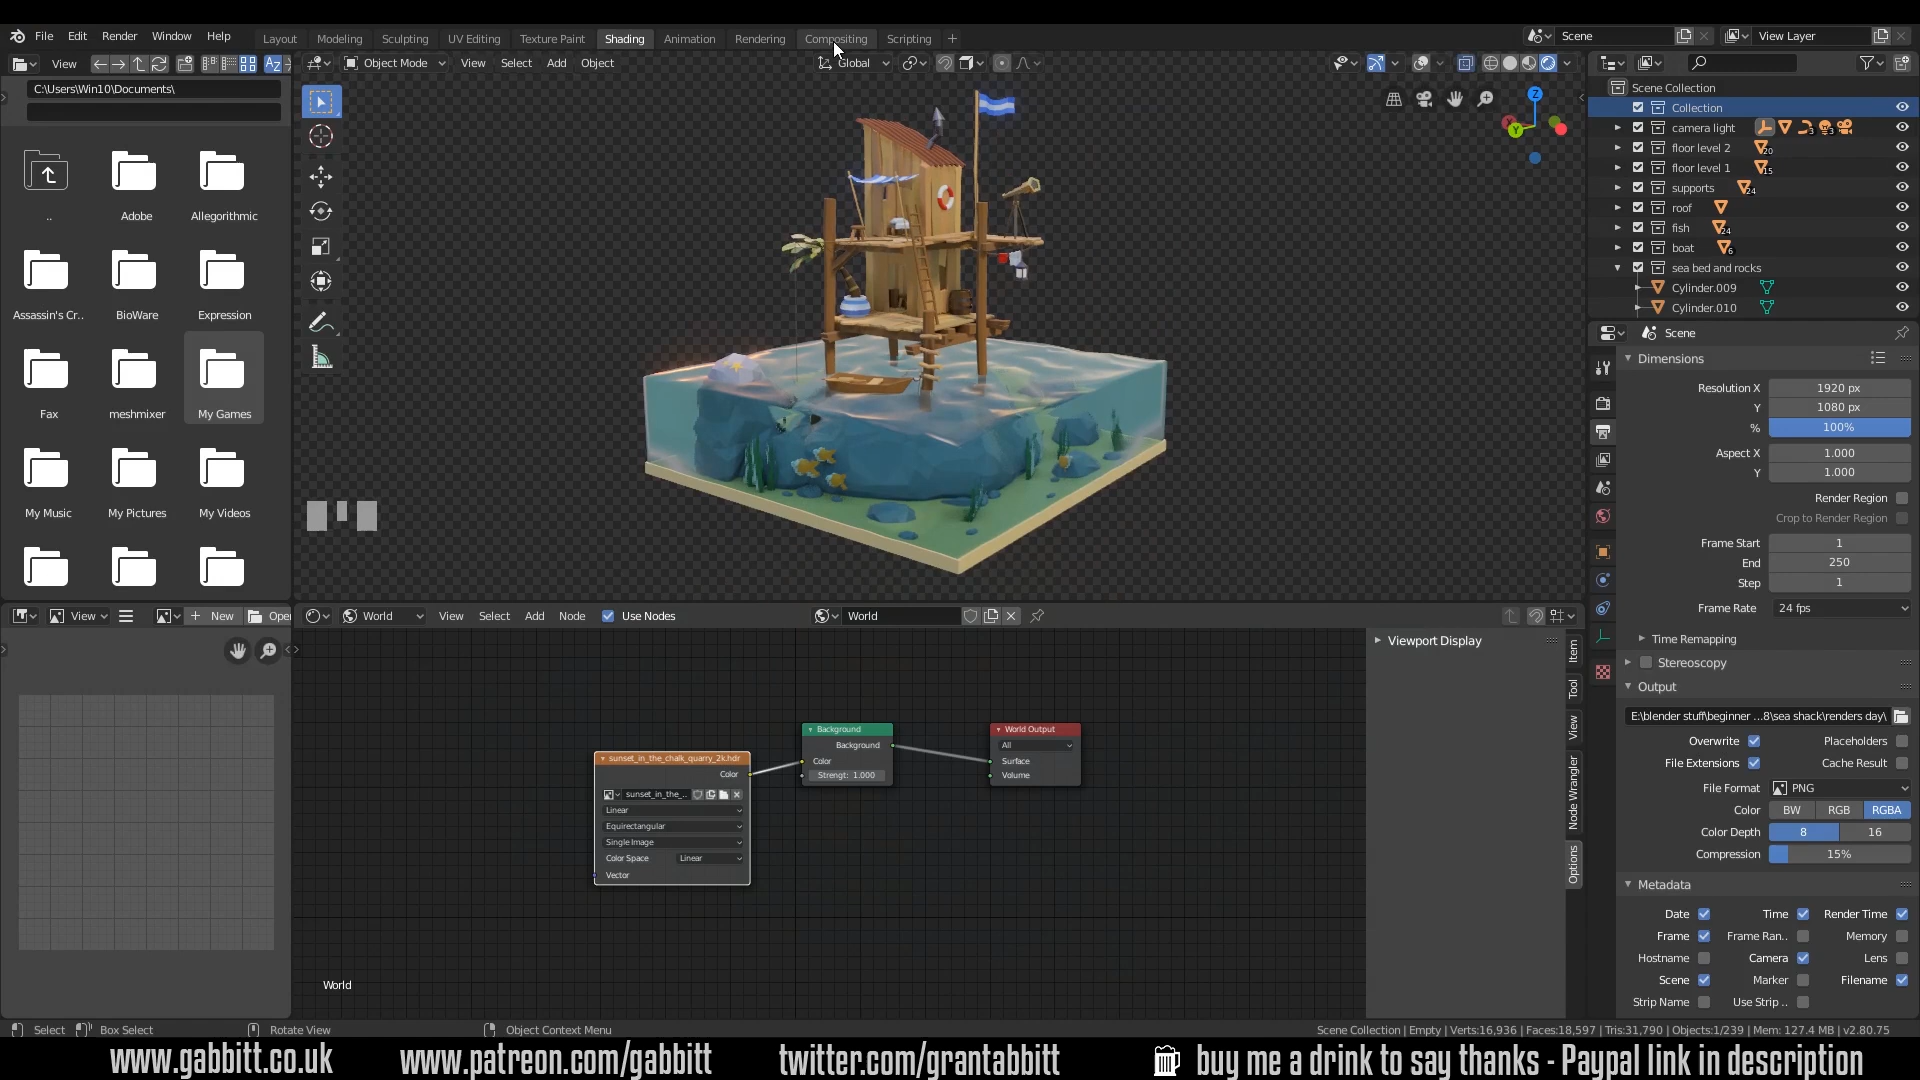 File Edit Render Window Help Layout Modeling Sculpting UV Editing Texture Paint Shading Animation Rendering Compositing Scripting Scene View Layer
View
C:\Users\Win10\Documents\
..
Adobe
Allegorithmic
Assassin's Cr..
BioWare
Expression
Fax
meshmixer
My Games
My Music
My Pictures
My Videos
Object Mode View Select Add Object Global
Z
Y
Scene Collection
Collection
camera light 3 3
floor level 2 20
floor level 1 15
supports 24
roof
fish 24
boat 6
sea bed and rocks
Cylinder.009
Cylinder.010
Scene
Dimensions
Resolution X 1920 px
Y 1080 px
% 100%
Aspect X 1.000
Y 1.000
Render Region
Crop to Render Region
Frame Start 1
End 250
Step 1
Frame Rate 24 fps
Time Remapping
Stereoscopy
Output
E:\blender stuff\beginner ...8\sea shack\renders day\
Overwrite Placeholders
File Extensions Cache Result
File Format PNG
Color BW RGB RGBA
Color Depth 8 16
Compression 15%
Metadata
Date Time Render Time
Frame Frame Ran.. Memory
Hostname Camera Lens
Scene Marker Filename
Strip Name Use Strip ..
View New Open
World View Select Add Node Use Nodes World
Viewport Display
Item
Tool
View
Node Wrangler
Options
sunset_in_the_chalk_quarry_2k.hdr
Color
sunset_in_the_..
Linear
Equirectangular
Single Image
Color Space Linear
Vector
Background
Background
Color
Strengt: 1.000
World Output
All
Surface
Volume
World
Select Box Select Rotate View Object Context Menu
Scene Collection | Empty | Verts:16,936 | Faces:18,597 | Tris:31,790 | Objects:1/239 | Mem: 127.4 MB | v2.80.75
www.gabbitt.co.uk www.patreon.com/gabbitt twitter.com/grantabbitt buy me a drink to say thanks - Paypal link in description